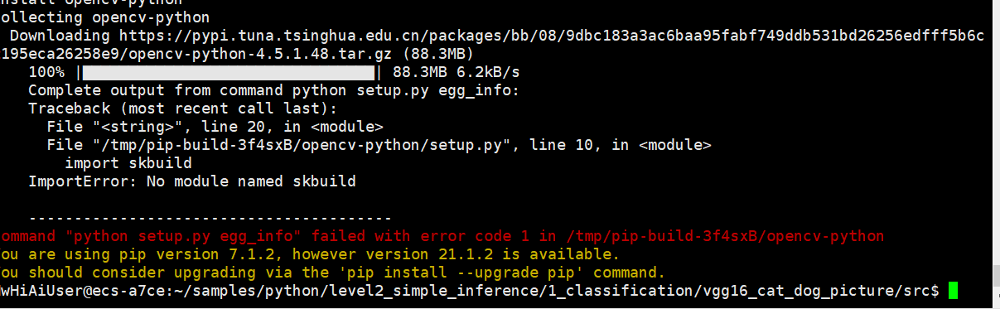 nstall opencv-python
ollecting opencv-python
Downloading https://pypi.tuna.tsinghua.edu.cn/packages/bb/08/9dbc183a3ac6baa95fabf749ddb531bd26256edfff5b6c
195eca26258e9/opencv-python-4.5.1.48.tar.gz (88.3MB)
100% |████████████████████████████████| 88.3MB 6.2kB/s
Complete output from command python setup.py egg_info:
Traceback (most recent call last):
File "<string>", line 20, in <module>
File "/tmp/pip-build-3f4sxB/opencv-python/setup.py", line 10, in <module>
import skbuild
ImportError: No module named skbuild
----------------------------------------
ommand "python setup.py egg_info" failed with error code 1 in /tmp/pip-build-3f4sxB/opencv-python
ou are using pip version 7.1.2, however version 21.1.2 is available.
ou should consider upgrading via the 'pip install --upgrade pip' command.
wHiAiUser@ecs-a7ce:~/samples/python/level2_simple_inference/1_classification/vgg16_cat_dog_picture/src$